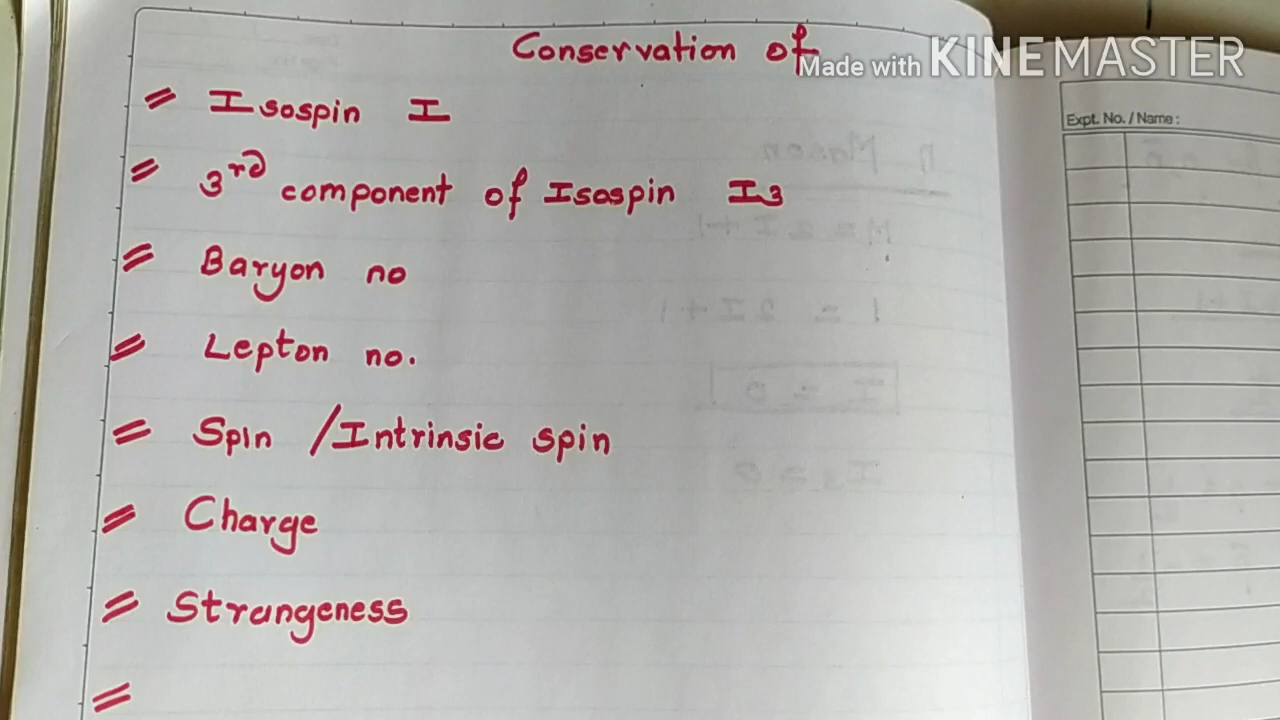 Conservation of
Made with KINEMASTER
= Isospin I
= 3rd component of Isospin I3
= Baryon no
= Lepton no.
= Spin / Intrinsic spin
= Charge
= Strangeness
=
Expt. No. / Name :